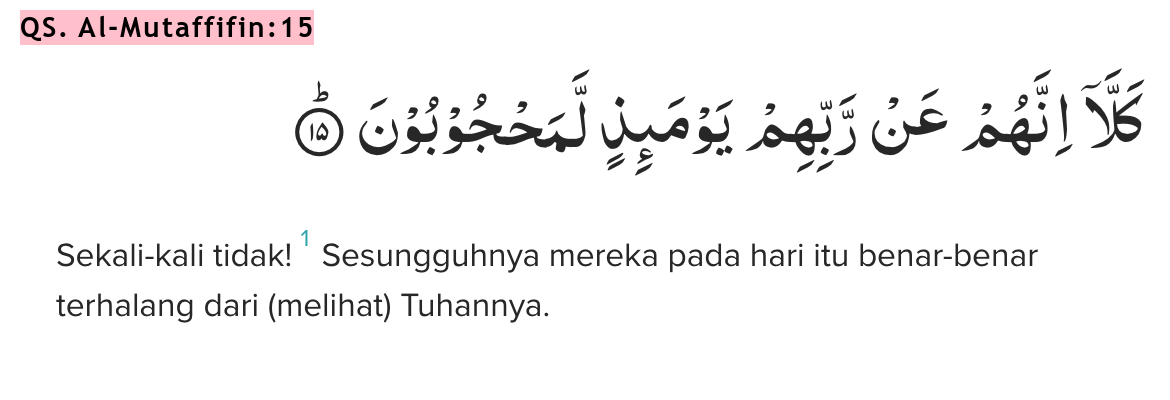 QS. Al-Mutaffifin:15
كَلَّآ اِنَّهُمْ عَنْ رَّبِّهِمْ يَوْمَىِٕذٍ لَّمَحْجُوْبُوْنَۗ ١٥
Sekali-kali tidak! 1 Sesungguhnya mereka pada hari itu benar-benar
terhalang dari (melihat) Tuhannya.